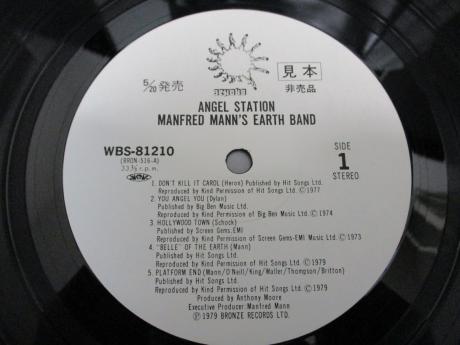 bronze
5/20 発売
見本
非売品
ANGEL STATION
MANFRED MANN'S EARTH BAND
WBS-81210
(BRON-516-A)
33⅓ r.p.m.
SIDE
1
STEREO
1. DON'T KILL IT CAROL (Heron) Published by Hit Songs Ltd.
Reproduced by Kind Permission of Hit Songs Ltd. ©1977
2. YOU ANGEL YOU (Dylan)
Published by Big Ben Music Ltd.
Reproduced by Kind Permission of Big Ben Music Ltd. ©1974
3. HOLLYWOOD TOWN (Schock)
Published by Screen Gems-EMI
Reproduced by Kind Permission of Screen Gems-EMI Music Ltd. ©1973
4. "BELLE" OF THE EARTH (Mann)
Published by Hit Songs Ltd.
Reproduced by Kind Permission of Hit Songs Ltd. ©1979
5. PLATFORM END (Mann/O'Neill/King/Waller/Thompson/Britton)
Published by Hit Songs Ltd.
Reproduced by Kind Permission of Hit Songs Ltd. ©1979
Produced by Anthony Moore
Executive Producer: Manfred Mann
℗1979 BRONZE RECORDS LTD.